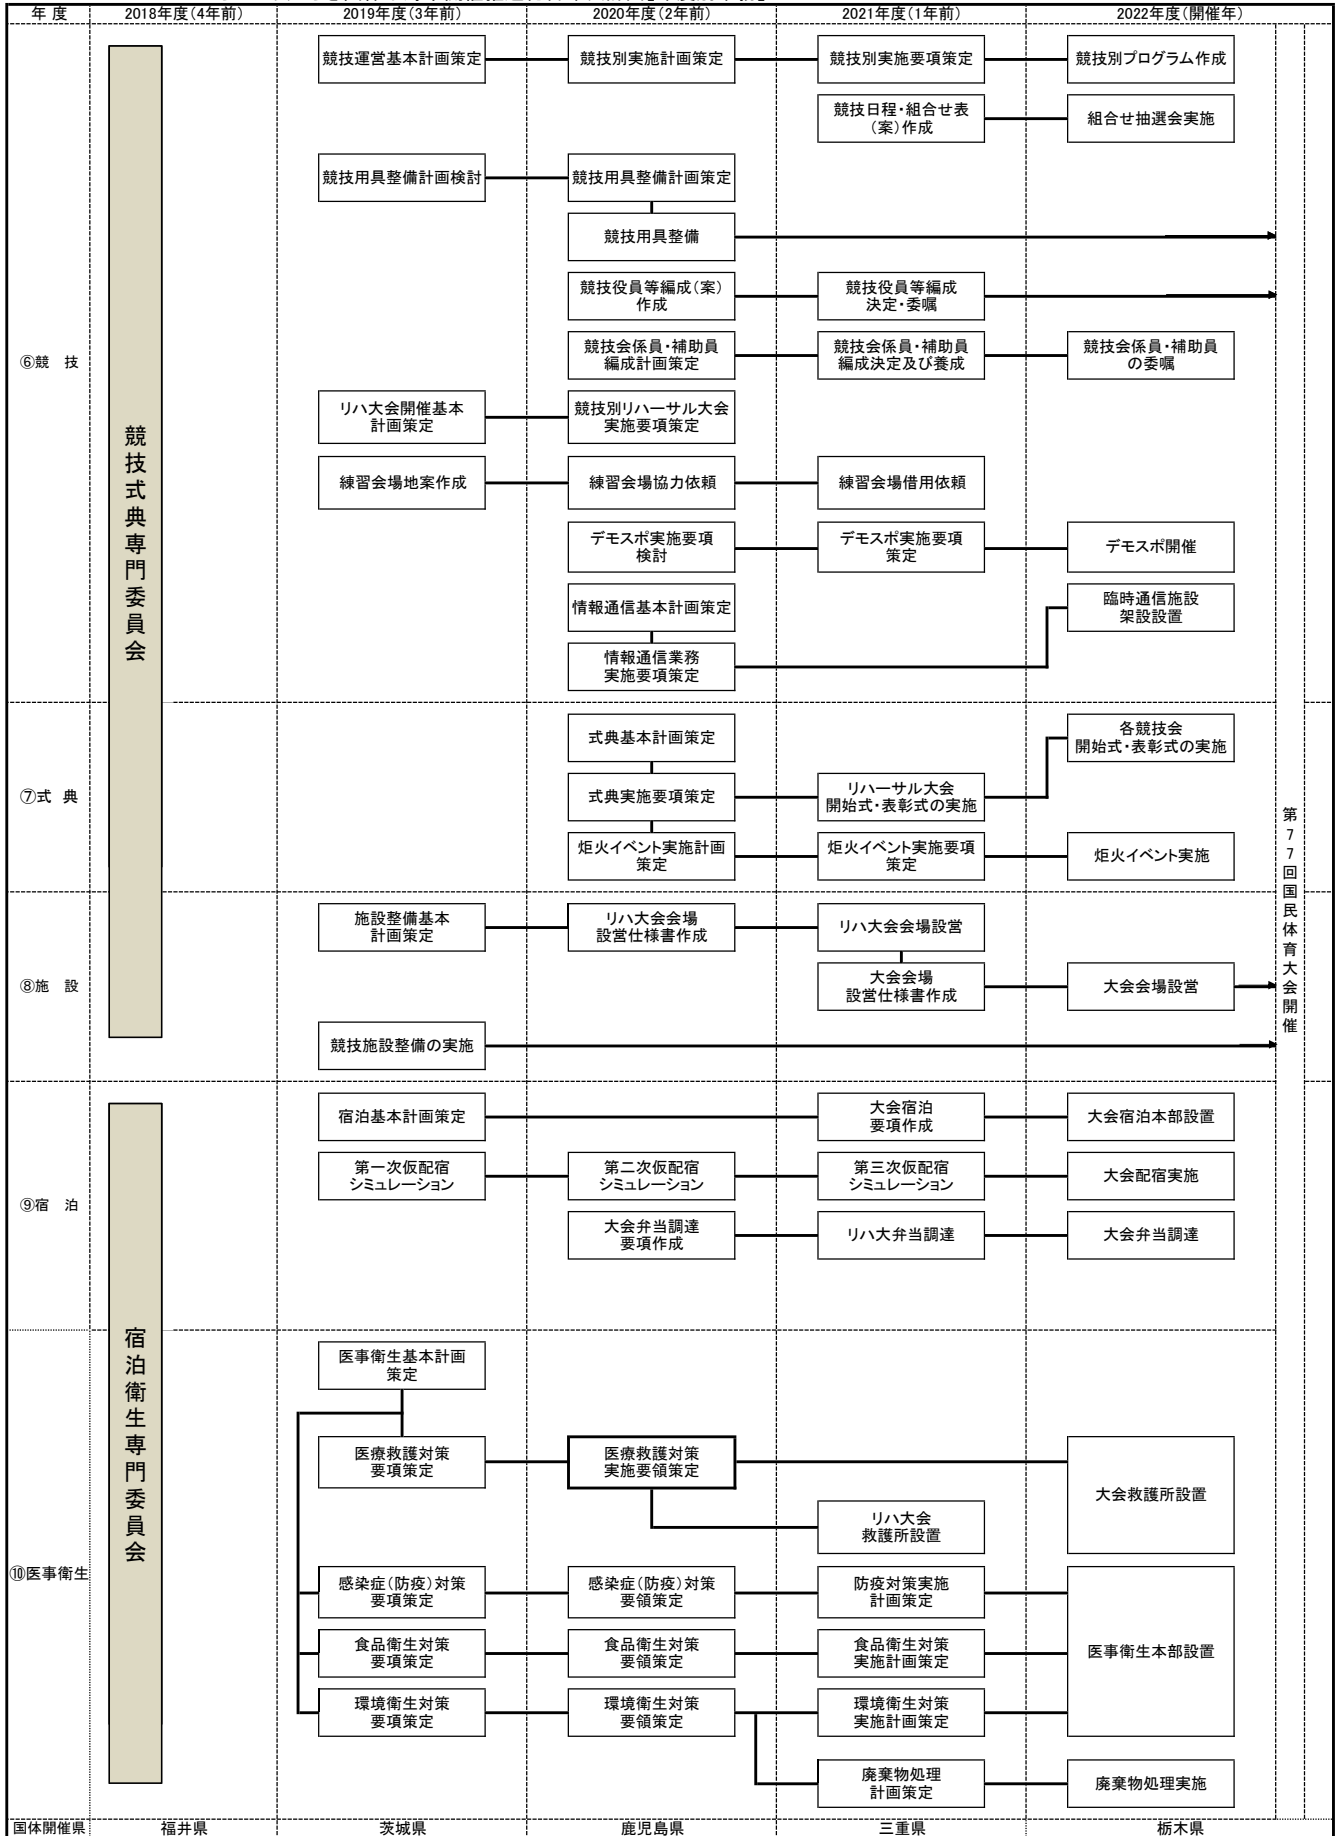 年 度
2018年度(4年前)
2019年度(3年前)
2020年度(2年前)
2021年度(1年前)
2022年度(開催年)
⑥競 技
競技式典専門委員会
競技運営基本計画策定
競技別実施計画策定
競技別実施要項策定
競技別プログラム作成
競技日程・組合せ表
(案)作成
組合せ抽選会実施
競技用具整備計画検討
競技用具整備計画策定
競技用具整備
競技役員等編成(案)
作成
競技役員等編成
決定・委嘱
競技会係員・補助員
編成計画策定
競技会係員・補助員
編成決定及び養成
競技会係員・補助員
の委嘱
リハ大会開催基本
計画策定
競技別リハーサル大会
実施要項策定
練習会場地案作成
練習会場協力依頼
練習会場借用依頼
デモスポ実施要項
検討
デモスポ実施要項
策定
デモスポ開催
情報通信基本計画策定
臨時通信施設
架設設置
情報通信業務
実施要項策定
⑦式 典
式典基本計画策定
各競技会
開始式・表彰式の実施
式典実施要項策定
リハーサル大会
開始式・表彰式の実施
炬火イベント実施計画
策定
炬火イベント実施要項
策定
炬火イベント実施
第77回国民体育大会開催
⑧施 設
施設整備基本
計画策定
リハ大会会場
設営仕様書作成
リハ大会会場設営
大会会場
設営仕様書作成
大会会場設営
競技施設整備の実施
⑨宿 泊
宿泊衛生専門委員会
宿泊基本計画策定
大会宿泊
要項作成
大会宿泊本部設置
第一次仮配宿
シミュレーション
第二次仮配宿
シミュレーション
第三次仮配宿
シミュレーション
大会配宿実施
大会弁当調達
要項作成
リハ大弁当調達
大会弁当調達
⑩医事衛生
医事衛生基本計画
策定
医療救護対策
要項策定
医療救護対策
実施要領策定
大会救護所設置
リハ大会
救護所設置
感染症(防疫)対策
要項策定
感染症(防疫)対策
要領策定
防疫対策実施
計画策定
医事衛生本部設置
食品衛生対策
要項策定
食品衛生対策
要領策定
食品衛生対策
実施計画策定
環境衛生対策
要項策定
環境衛生対策
要領策定
環境衛生対策
実施計画策定
廃棄物処理
計画策定
廃棄物処理実施
国体開催県
福井県
茨城県
鹿児島県
三重県
栃木県